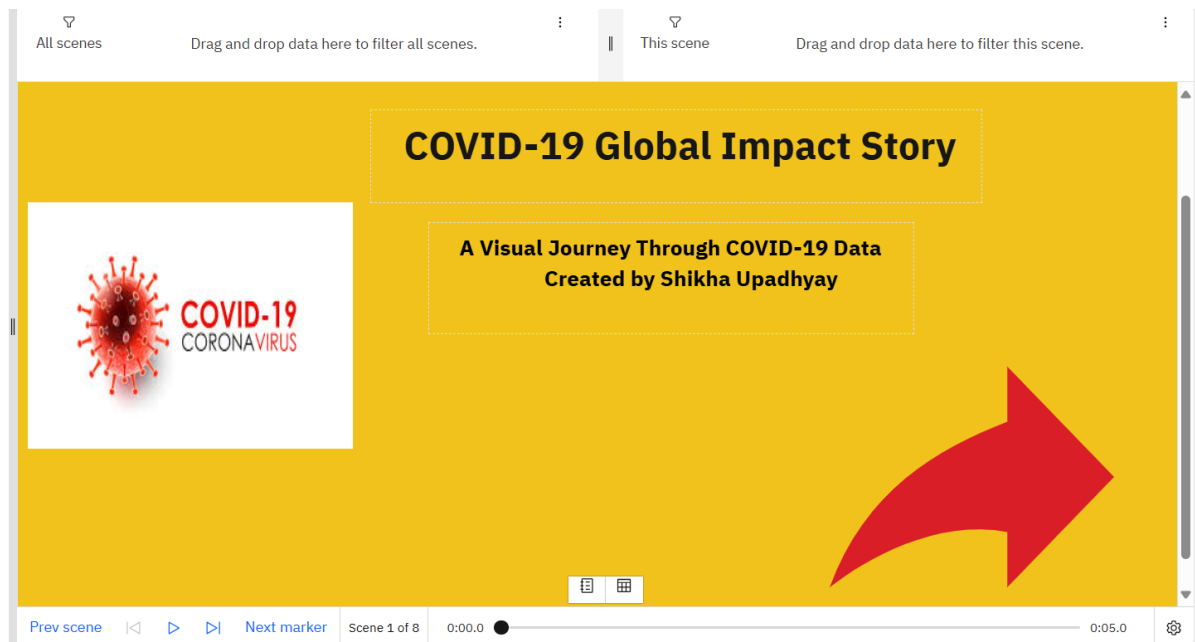 All scenes
Drag and drop data here to filter all scenes.
This scene
Drag and drop data here to filter this scene.
COVID-19 Global Impact Story
A Visual Journey Through COVID-19 Data
Created by Shikha Upadhyay
COVID-19
CORONAVIRUS
Prev scene
Next marker
Scene 1 of 8
0:00.0
0:05.0